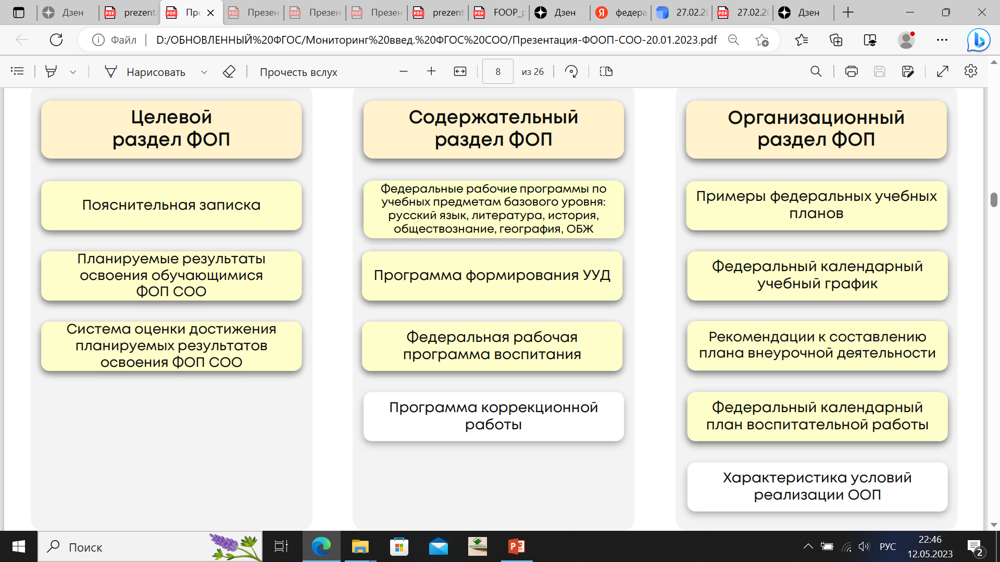 Дзен
prezent
Пре
Презен
Презен
Презен
prezent
FOOP_p
Дзен
федера
27.02.20
27.02.20
Дзен
Файл
D:/ОБНОВЛЕННЫЙ%20ФГОС/Мониторинг%20введ.%20ФГОС%20СОО/Презентация-ФООП-СОО-20.01.2023.pdf
Нарисовать
Прочесть вслух
8
из 26
Целевой
раздел ФОП
Пояснительная записка
Планируемые результаты
освоения обучающимися
ФОП СОО
Система оценки достижения
планируемых результатов
освоения ФОП СОО
Содержательный
раздел ФОП
Федеральные рабочие программы по
учебных предметам базового уровня:
русский язык, литература, история,
обществознание, география, ОБЖ
Программа формирования УУД
Федеральная рабочая
программа воспитания
Программа коррекционной
работы
Организационный
раздел ФОП
Примеры федеральных учебных
планов
Федеральный календарный
учебный график
Рекомендации к составлению
плана внеурочной деятельности
Федеральный календарный
план воспитательной работы
Характеристика условий
реализации ООП
Поиск
РУС
22:46
12.05.2023
2